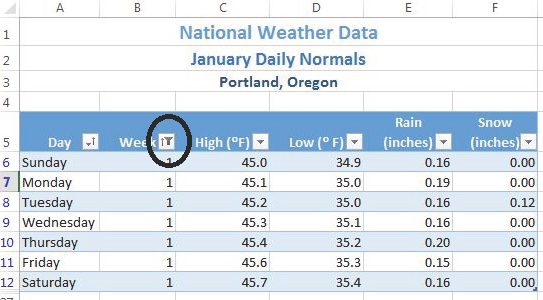 A B C D E F
1 National Weather Data
2 January Daily Normals
3 Portland, Oregon
4
5 Day Week High (°F) Low (° F) Rain (inches) Snow (inches)
6 Sunday 1 45.0 34.9 0.16 0.00
7 Monday 1 45.1 35.0 0.19 0.00
8 Tuesday 1 45.2 35.0 0.16 0.12
9 Wednesday 1 45.3 35.1 0.16 0.00
10 Thursday 1 45.4 35.2 0.20 0.00
11 Friday 1 45.6 35.3 0.15 0.00
12 Saturday 1 45.7 35.4 0.16 0.00